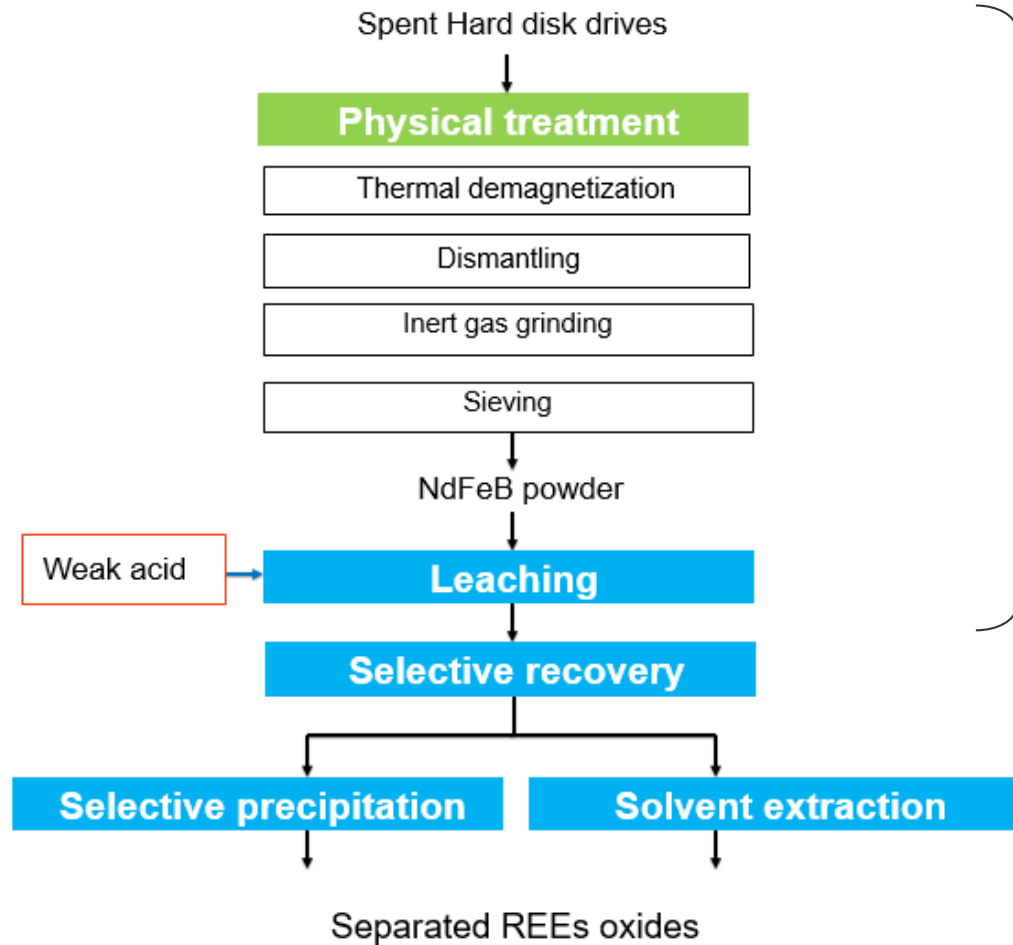 Spent Hard disk drives
Physical treatment
Thermal demagnetization
Dismantling
Inert gas grinding
Sieving
NdFeB powder
Weak acid
Leaching
Selective recovery
Selective precipitation
Solvent extraction
Separated REEs oxides